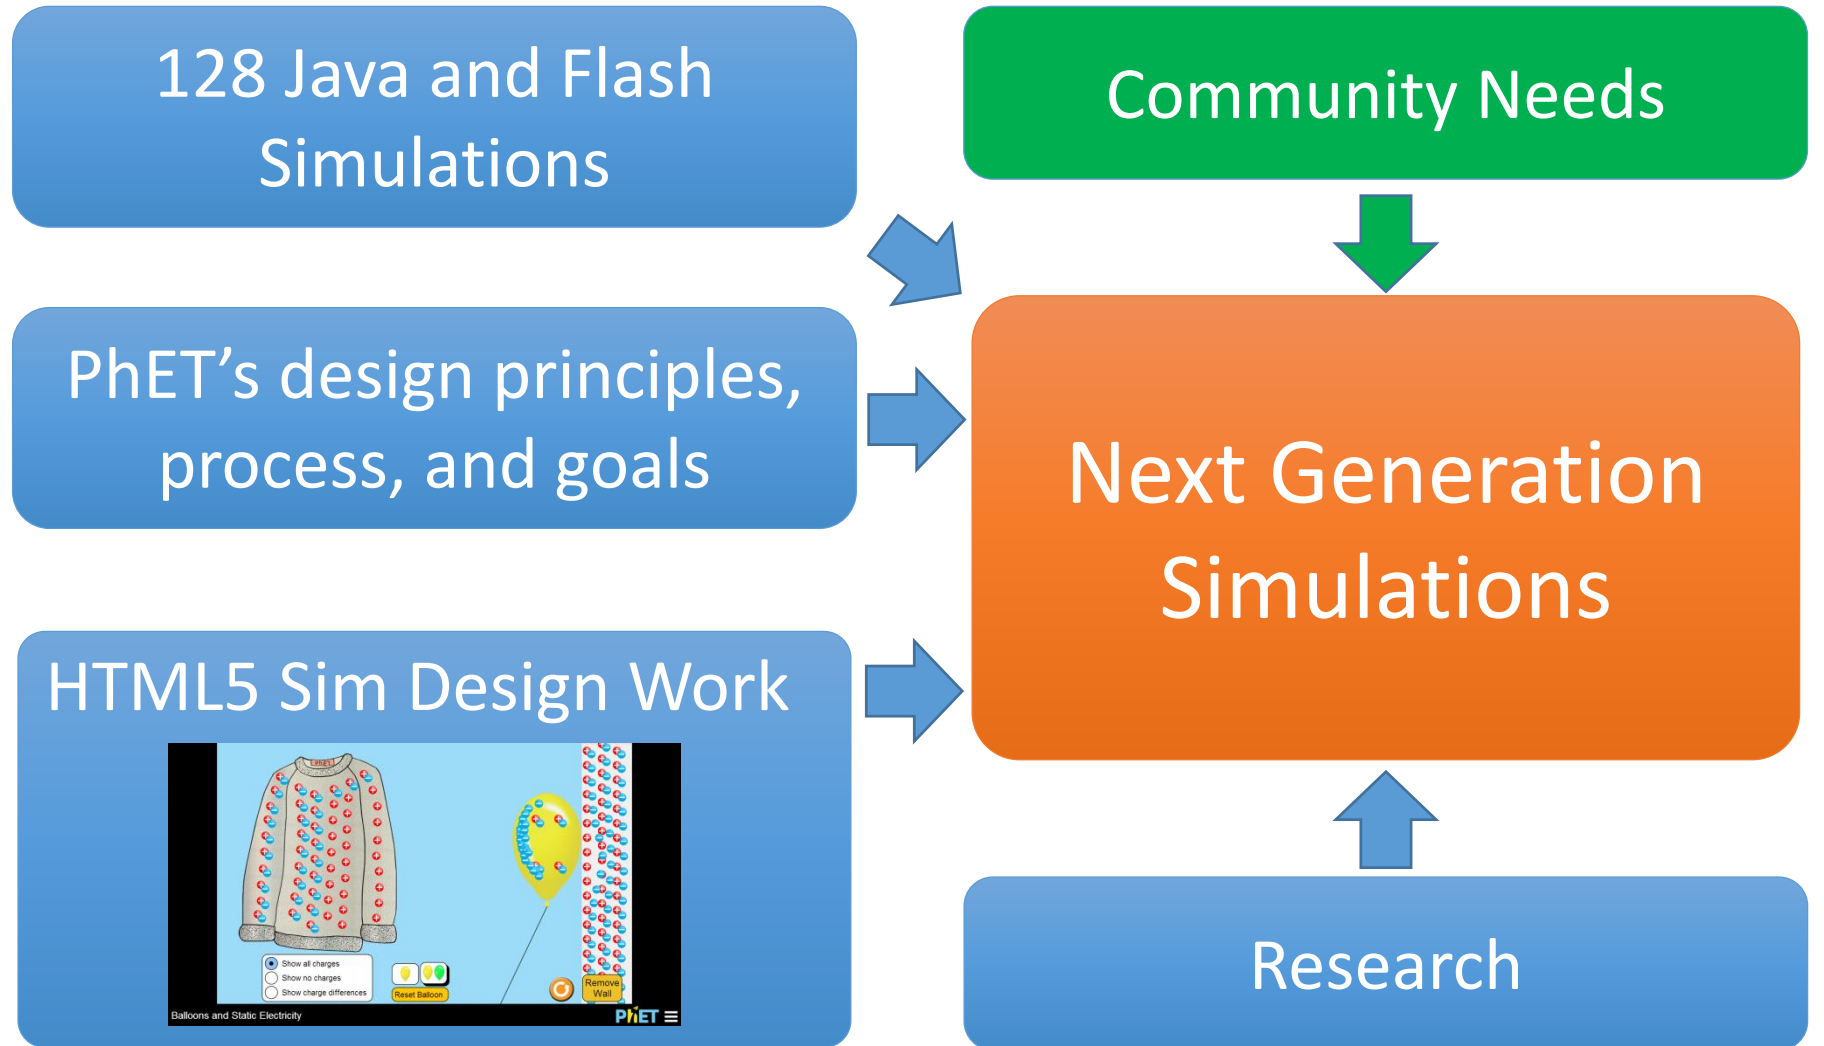 128 Java and Flash
Simulations
Community Needs
PhET’s design principles,
process, and goals
Next Generation
Simulations
HTML5 Sim Design Work
PhET
Show all charges
Show no charges
Show charge differences
Reset Balloon
Remove
Wall
Balloons and Static Electricity
PhET
Research